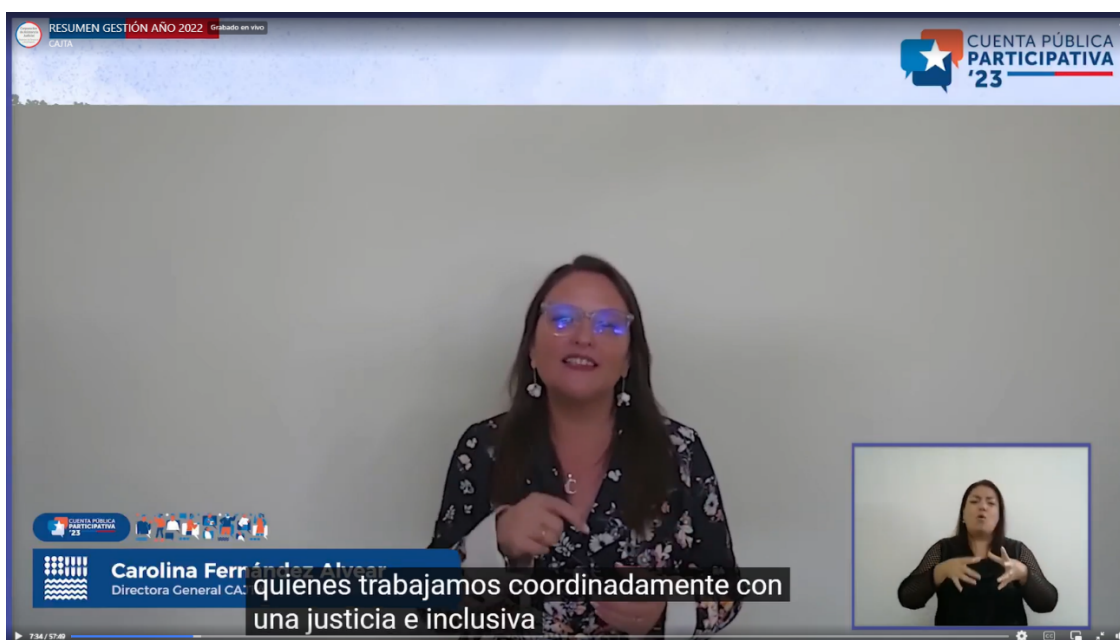 RESUMEN GESTIÓN AÑO 2022 Grabado en vivo
CAJTA
CUENTA PÚBLICA
PARTICIPATIVA
'23
CUENTA PÚBLICA
PARTICIPATIVA
'23
Carolina Fernández Alvear
Directora General CAJ
quienes trabajamos coordinadamente con
una justicia e inclusiva
7:34 / 57:49